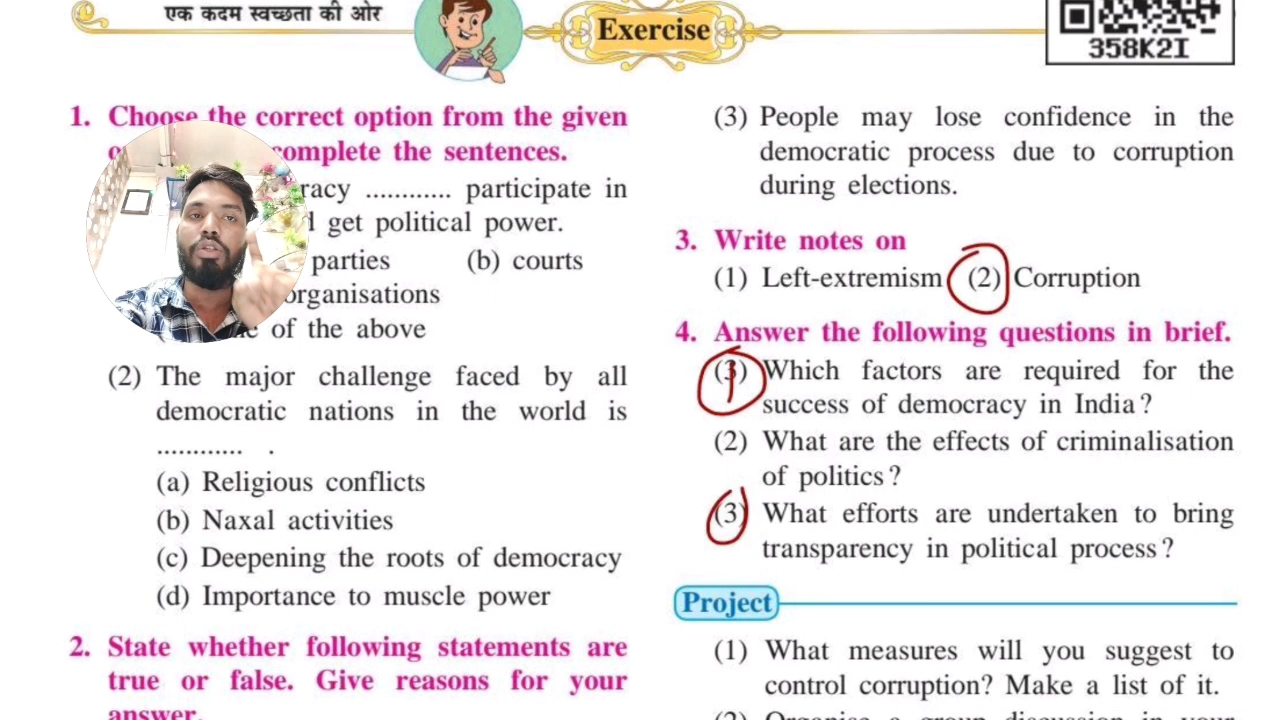 एक कदम स्वच्छता की ओर
Exercise
358K2I
1. Choose the correct option from the given
complete the sentences.
............ participate in
get political power.
parties (b) courts
organisations
of the above
(2) The major challenge faced by all
democratic nations in the world is
............ .
(a) Religious conflicts
(b) Naxal activities
(c) Deepening the roots of democracy
(d) Importance to muscle power
2. State whether following statements are
true or false. Give reasons for your
answer.
(3) People may lose confidence in the
democratic process due to corruption
during elections.
3. Write notes on
(1) Left-extremism (2) Corruption
4. Answer the following questions in brief.
Which factors are required for the
success of democracy in India?
(2) What are the effects of criminalisation
of politics?
(3) What efforts are undertaken to bring
transparency in political process?
Project
(1) What measures will you suggest to
control corruption? Make a list of it.
(2) Organise a group discussion in your